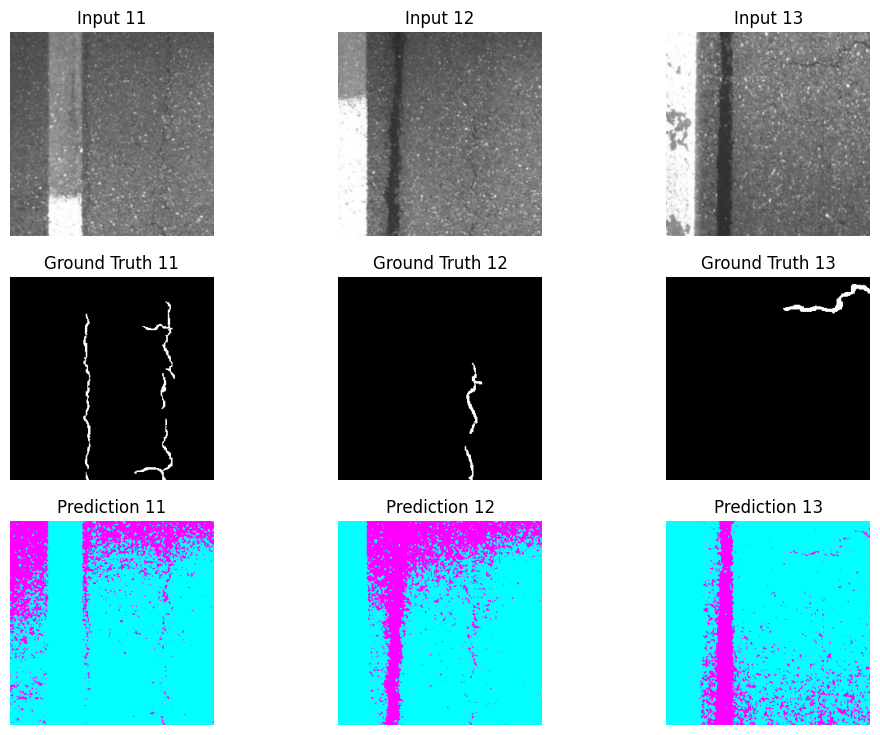 Input 11
Input 12
Input 13
Ground Truth 11
Ground Truth 12
Ground Truth 13
Prediction 11
Prediction 12
Prediction 13